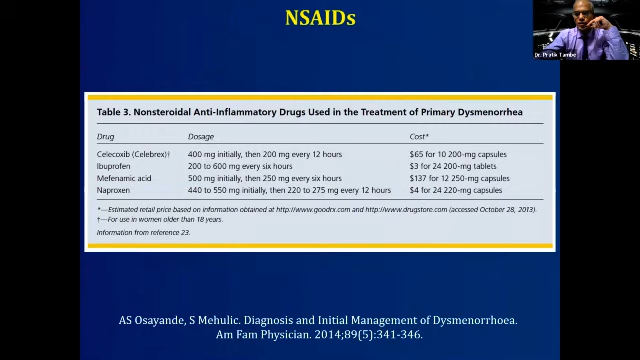 NSAIDs
Dr. Pratik Tambe
Table 3. Nonsteroidal Anti-Inflammatory Drugs Used in the Treatment of Primary Dysmenorrhea
Drug Dosage Cost*
Celecoxib (Celebrex)† 400 mg initially, then 200 mg every 12 hours $65 for 10 200-mg capsules
Ibuprofen 200 to 600 mg every six hours $3 for 24 200-mg tablets
Mefenamic acid 500 mg initially, then 250 mg every six hours $137 for 12 250-mg capsules
Naproxen 440 to 550 mg initially, then 220 to 275 mg every 12 hours $4 for 24 220-mg capsules
*—Estimated retail price based on information obtained at http://www.goodrx.com and http://www.drugstore.com (accessed October 28, 2013).
†—For use in women older than 18 years.
Information from reference 23.
AS Osayande, S Mehulic. Diagnosis and Initial Management of Dysmenorrhoea.
Am Fam Physician. 2014;89(5):341-346.